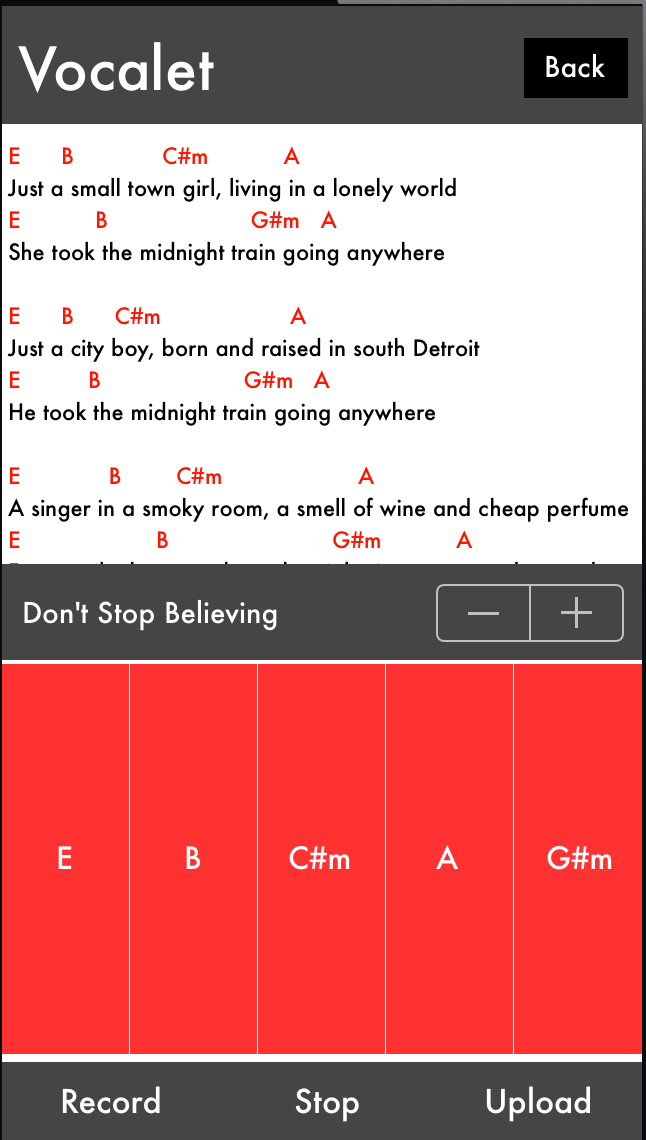 Vocalet
Back
E B C#m A
Just a small town girl, living in a lonely world
E B G#m A
She took the midnight train going anywhere
E B C#m A
Just a city boy, born and raised in south Detroit
E B G#m A
He took the midnight train going anywhere
E B C#m A
A singer in a smoky room, a smell of wine and cheap perfume
E B G#m A
Don't Stop Believing
— +
E B C#m A G#m
Record Stop Upload